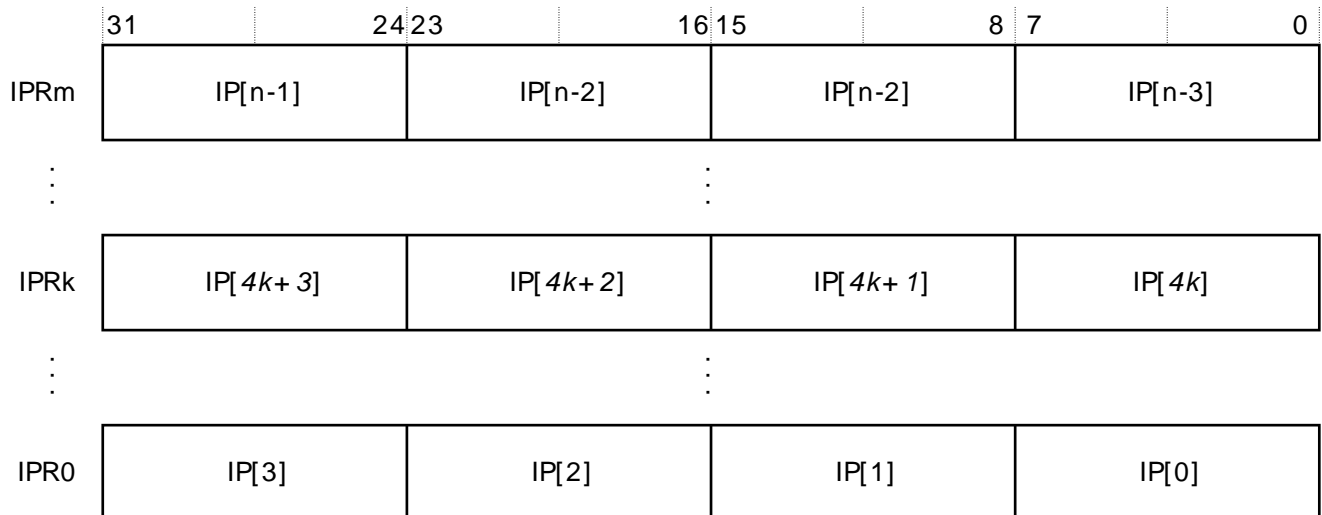 31 24 23 16 15 8 7 0
IPRm IP[n-1] IP[n-2] IP[n-2] IP[n-3]
IPRk IP[4k+3] IP[4k+2] IP[4k+1] IP[4k]
IPR0 IP[3] IP[2] IP[1] IP[0]